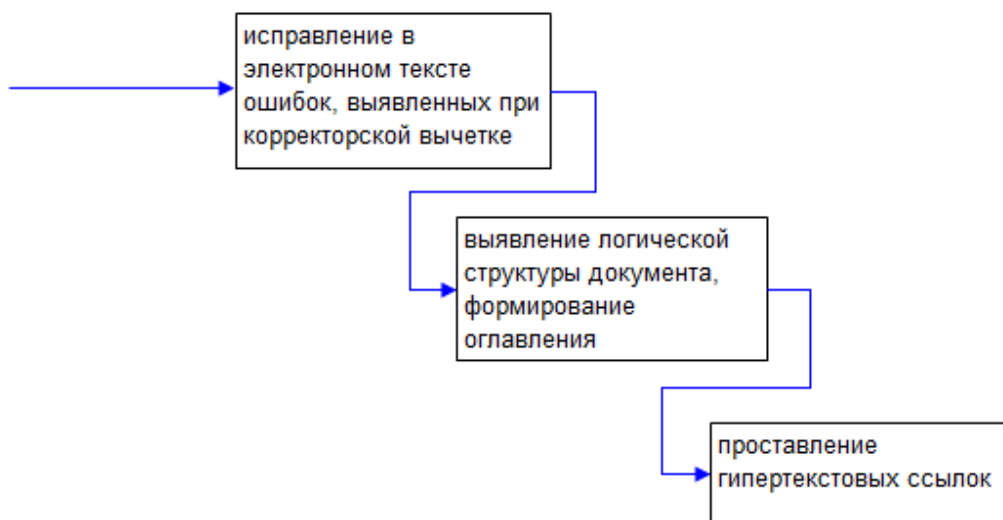 исправление в
электронном тексте
ошибок, выявленных при
корректорской вычетке
выявление логической
структуры документа,
формирование
оглавления
проставление
гипертекстовых ссылок